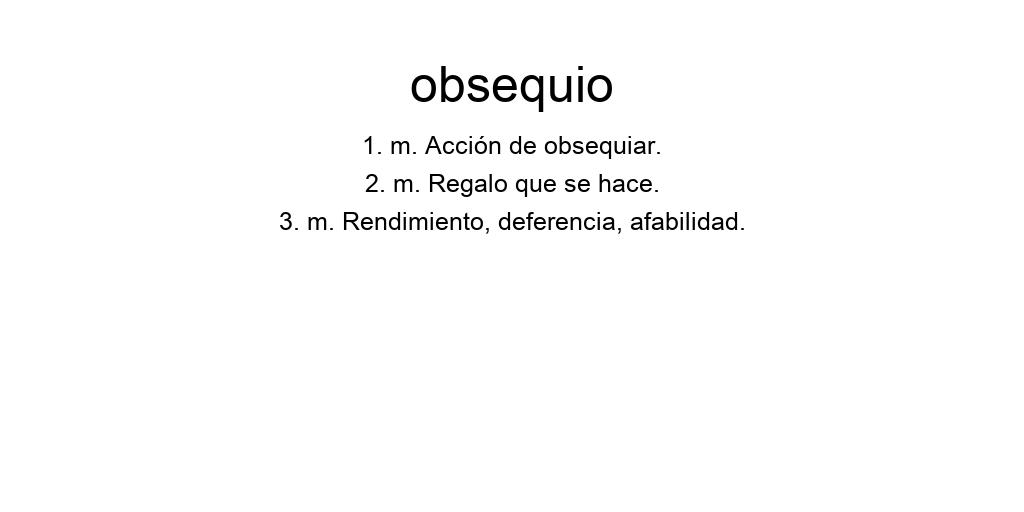 obsequio
1. m. Acción de obsequiar.
2. m. Regalo que se hace.
3. m. Rendimiento, deferencia, afabilidad.